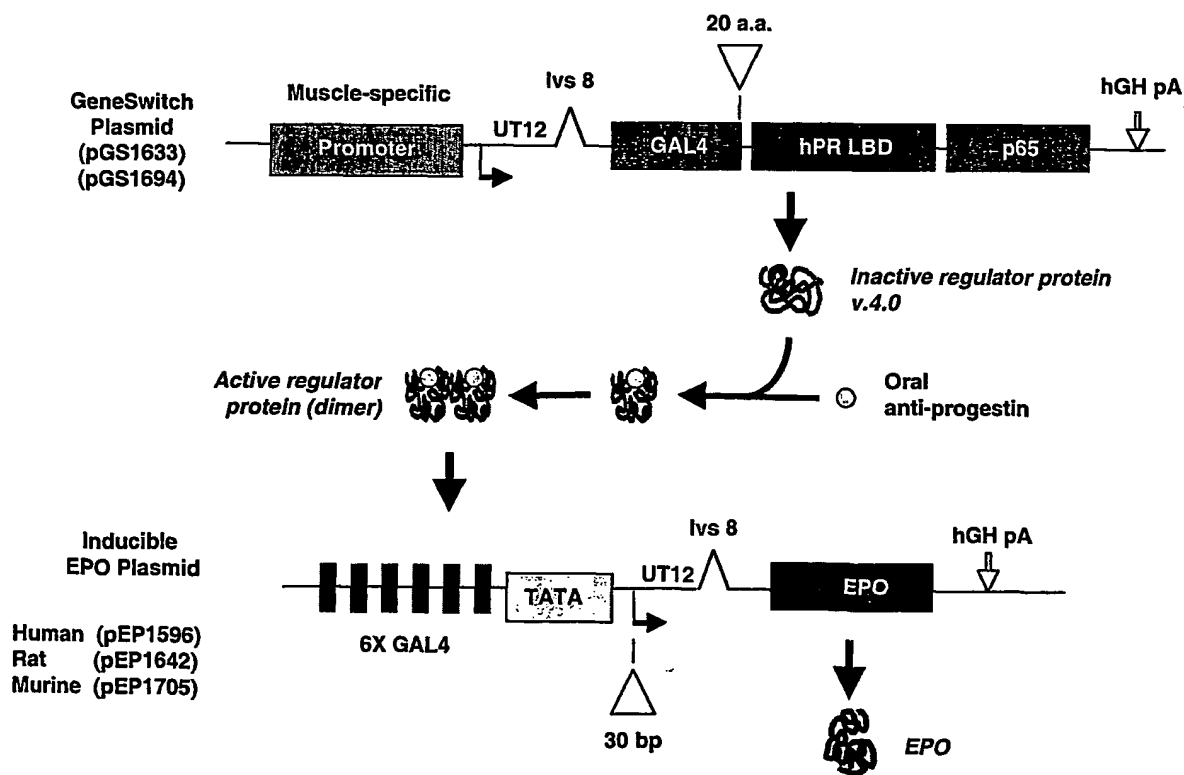 20 a.a.
Ivs 8
hGH pA
GeneSwitch
Plasmid
(pGS1633)
(pGS1694)
Muscle-specific
UT12
Promoter
GAL4
hPR LBD
p65
Inactive regulator protein
v.4.0
Active regulator
protein (dimer)
Oral
anti-progestin
Inducible
EPO Plasmid
Ivs 8
hGH pA
UT12
TATA
EPO
6X GAL4
Human (pEP1596)
Rat (pEP1642)
Murine (pEP1705)
30 bp
EPO